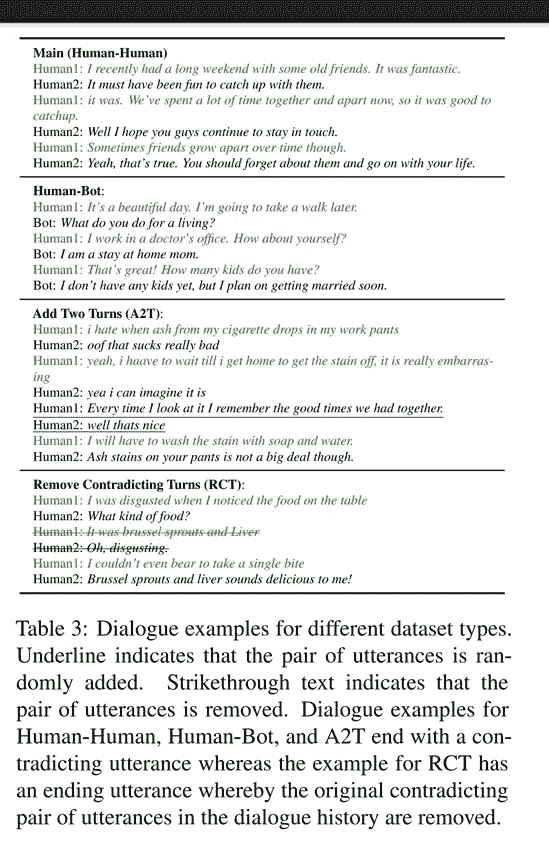 Main (Human-Human)
Human1: I recently had a long weekend with some old friends. It was fantastic.
Human2: It must have been fun to catch up with them.
Human1: it was. We've spent a lot of time together and apart now, so it was good to
catchup.
Human2: Well I hope you guys continue to stay in touch.
Human1: Sometimes friends grow apart over time though.
Human2: Yeah, that's true. You should forget about them and go on with your life.
Human-Bot:
Human1: It's a beautiful day. I'm going to take a walk later.
Bot: What do you do for a living?
Human1: I work in a doctor's office. How about yourself?
Bot: I am a stay at home mom.
Human1: That's great! How many kids do you have?
Bot: I don't have any kids yet, but I plan on getting married soon.
Add Two Turns (A2T):
Human1: i hate when ash from my cigarette drops in my work pants
Human2: oof that sucks really bad
Human1: yeah, i haave to wait till i get home to get the stain off, it is really embarras-
ing
Human2: yea i can imagine it is
Human1: Every time I look at it I remember the good times we had together.
Human2: well thats nice
Human1: I will have to wash the stain with soap and water.
Human2: Ash stains on your pants is not a big deal though.
Remove Contradicting Turns (RCT):
Human1: I was disgusted when I noticed the food on the table
Human2: What kind of food?
Human1: It was brussel sprouts and Liver
Human2: Oh, disgusting.
Human1: I couldn't even bear to take a single bite
Human2: Brussel sprouts and liver sounds delicious to me!
Table 3: Dialogue examples for different dataset types.
Underline indicates that the pair of utterances is ran-
domly added. Strikethrough text indicates that the
pair of utterances is removed. Dialogue examples for
Human-Human, Human-Bot, and A2T end with a con-
tradicting utterance whereas the example for RCT has
an ending utterance whereby the original contradicting
pair of utterances in the dialogue history are removed.